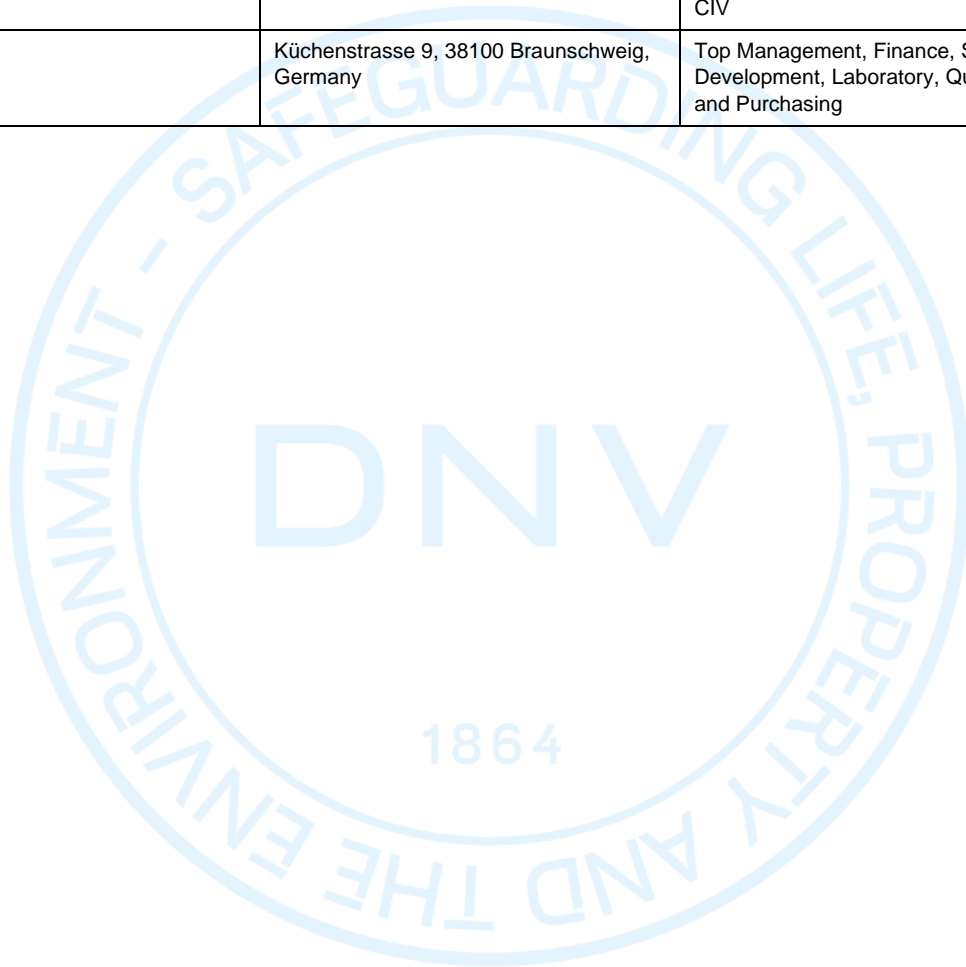 CIV
Küchenstrasse 9, 38100 Braunschweig,
Germany
Top Management, Finance, S
Development, Laboratory, Qu
and Purchasing
SAFEGUARDING LIFE, PROPERTY AND THE ENVIRONMENT -
DNV
1864